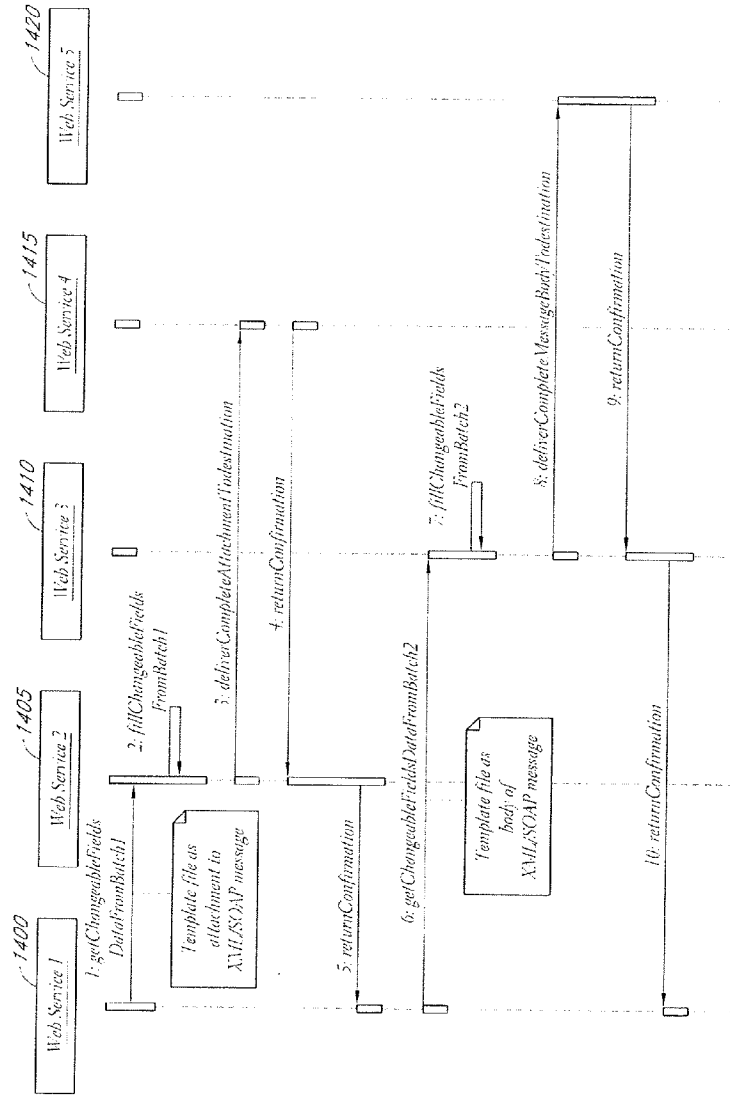 1400
Web Service 1
1405
Web Service 2
1410
Web Service 3
1415
Web Service 4
1420
Web Service 5
1: getChangeableFields
DataFromBatch1
2: fillChangeableFields
FromBatch1
Template file as
attachment in
XML/SOAP message
3: deliverCompleteAttachmentTodestination
4: returnConfirmation
5: returnConfirmation
6: getChangeableFieldsDataFromBatch2
7: fillChangeableFields
FromBatch2
Template file as
body of
XML/SOAP message
8: deliverCompleteMessageBodyTodestination
9: returnConfirmation
10: returnConfirmation